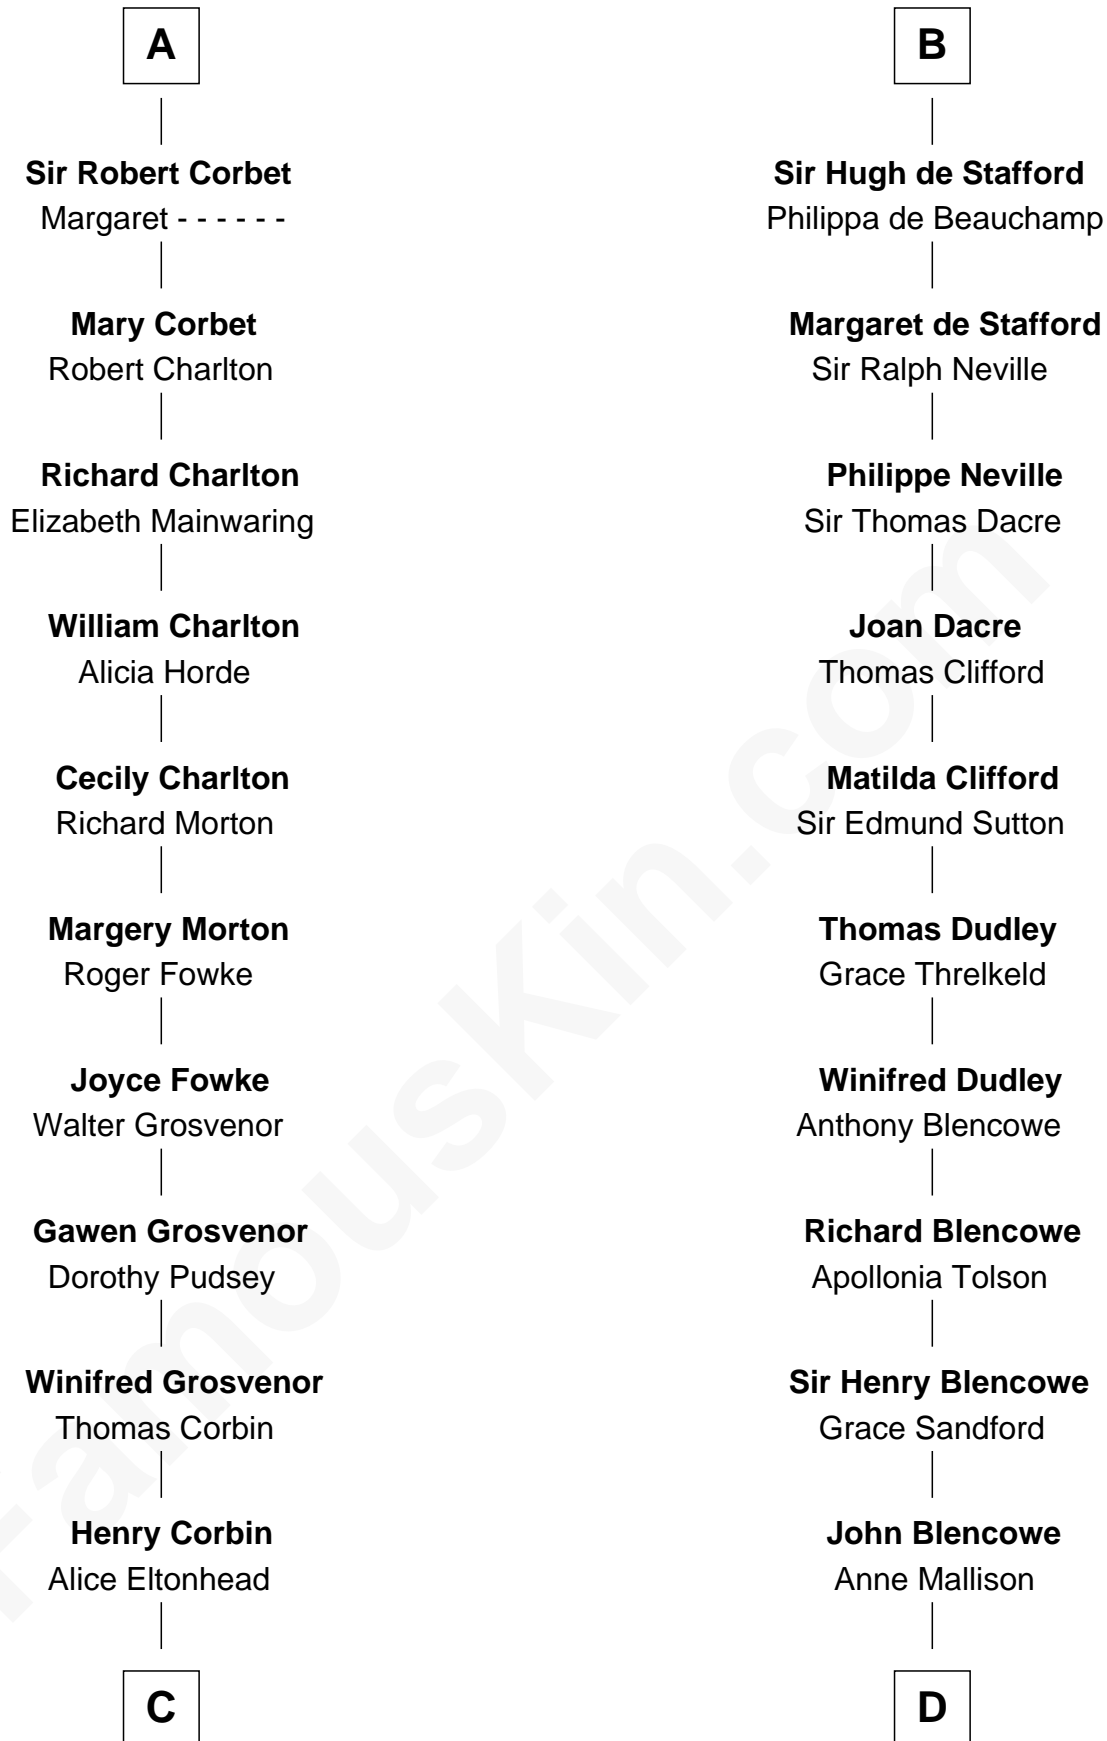 A
Sir Robert Corbet
Margaret - - - - - -
Mary Corbet
Robert Charlton
Richard Charlton
Elizabeth Mainwaring
William Charlton
Alicia Horde
Cecily Charlton
Richard Morton
Margery Morton
Roger Fowke
Joyce Fowke
Walter Grosvenor
Gawen Grosvenor
Dorothy Pudsey
Winifred Grosvenor
Thomas Corbin
Henry Corbin
Alice Eltonhead
C
B
Sir Hugh de Stafford
Philippa de Beauchamp
Margaret de Stafford
Sir Ralph Neville
Philippe Neville
Sir Thomas Dacre
Joan Dacre
Thomas Clifford
Matilda Clifford
Sir Edmund Sutton
Thomas Dudley
Grace Threlkeld
Winifred Dudley
Anthony Blencowe
Richard Blencowe
Apollonia Tolson
Sir Henry Blencowe
Grace Sandford
John Blencowe
Anne Mallison
D
FamousKin.com